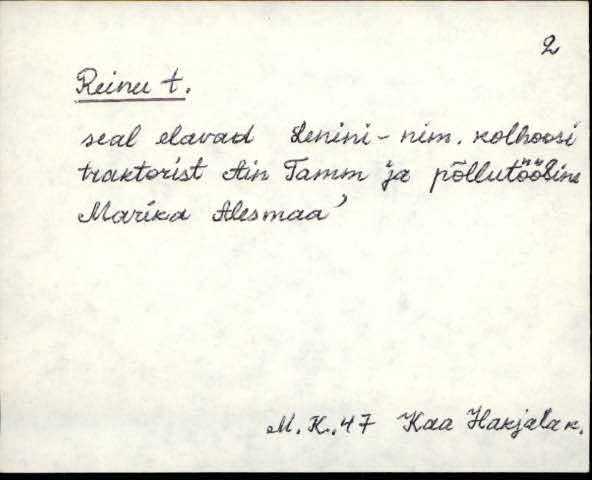 2
Reinu t.
seal elavad Lenini-nim. kolhoosi
traktorist Ain Tamm ja põllutööline
Marika Alesmaa'
M.K.47 Kaa Harjala k.